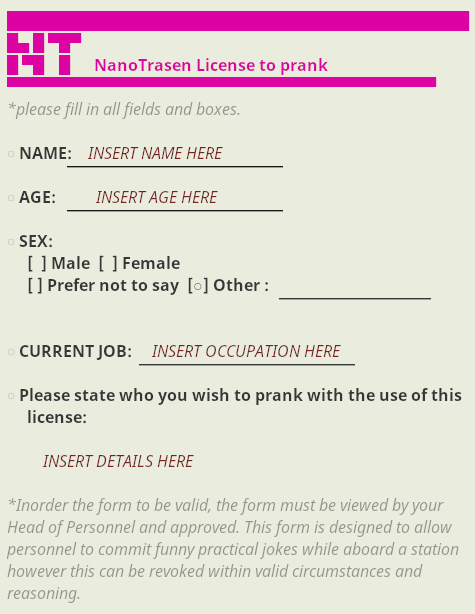 NT
NanoTrasen License to prank
*please fill in all fields and boxes.
○ NAME: INSERT NAME HERE
○ AGE: INSERT AGE HERE
○ SEX:
[ ] Male [ ] Female
[ ] Prefer not to say [○] Other :
○ CURRENT JOB: INSERT OCCUPATION HERE
○ Please state who you wish to prank with the use of this
license:
INSERT DETAILS HERE
*Inorder the form to be valid, the form must be viewed by your
Head of Personnel and approved. This form is designed to allow
personnel to commit funny practical jokes while aboard a station
however this can be revoked within valid circumstances and
reasoning.